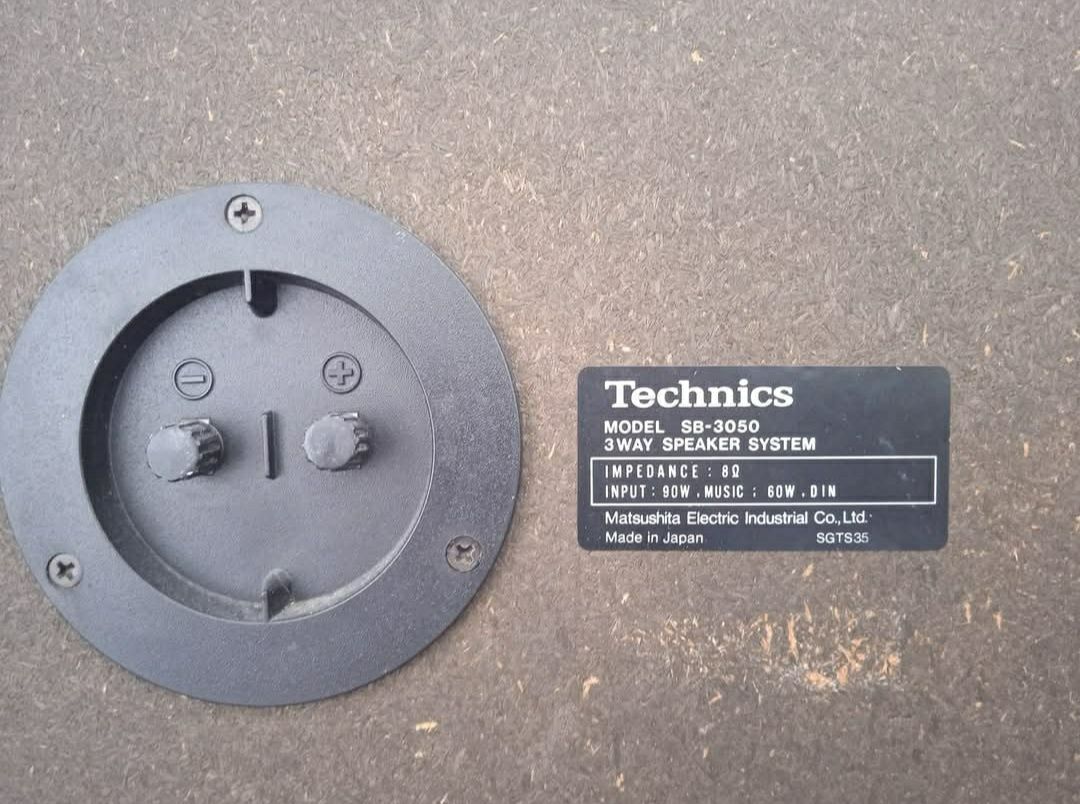 ⊖ ⊕
Technics
MODEL SB-3050
3WAY SPEAKER SYSTEM
IMPEDANCE : 8Ω
INPUT : 90W . MUSIC ; 60W . DIN
Matsushita Electric Industrial Co., Ltd.
Made in Japan SGTS35